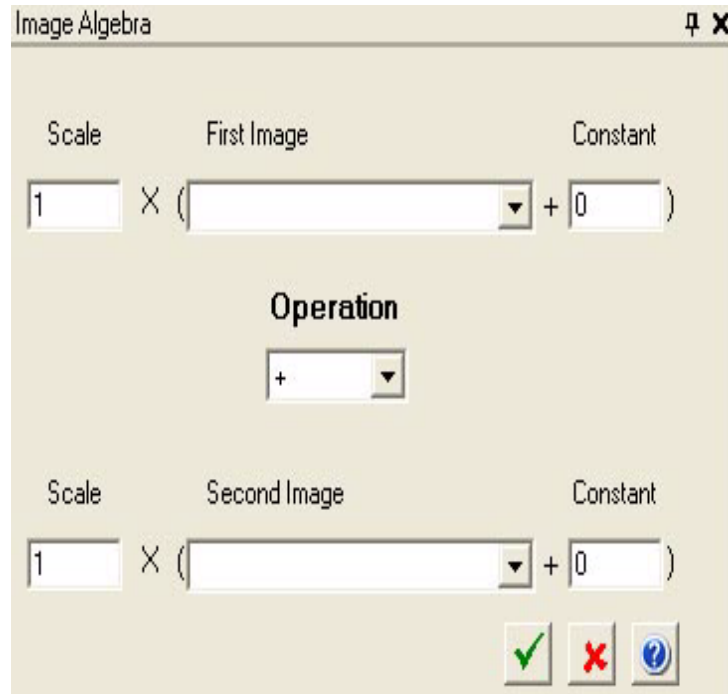 Image Algebra
Scale First Image Constant
1 X ( + 0 )
Operation
+
Scale Second Image Constant
1 X ( + 0 )
?